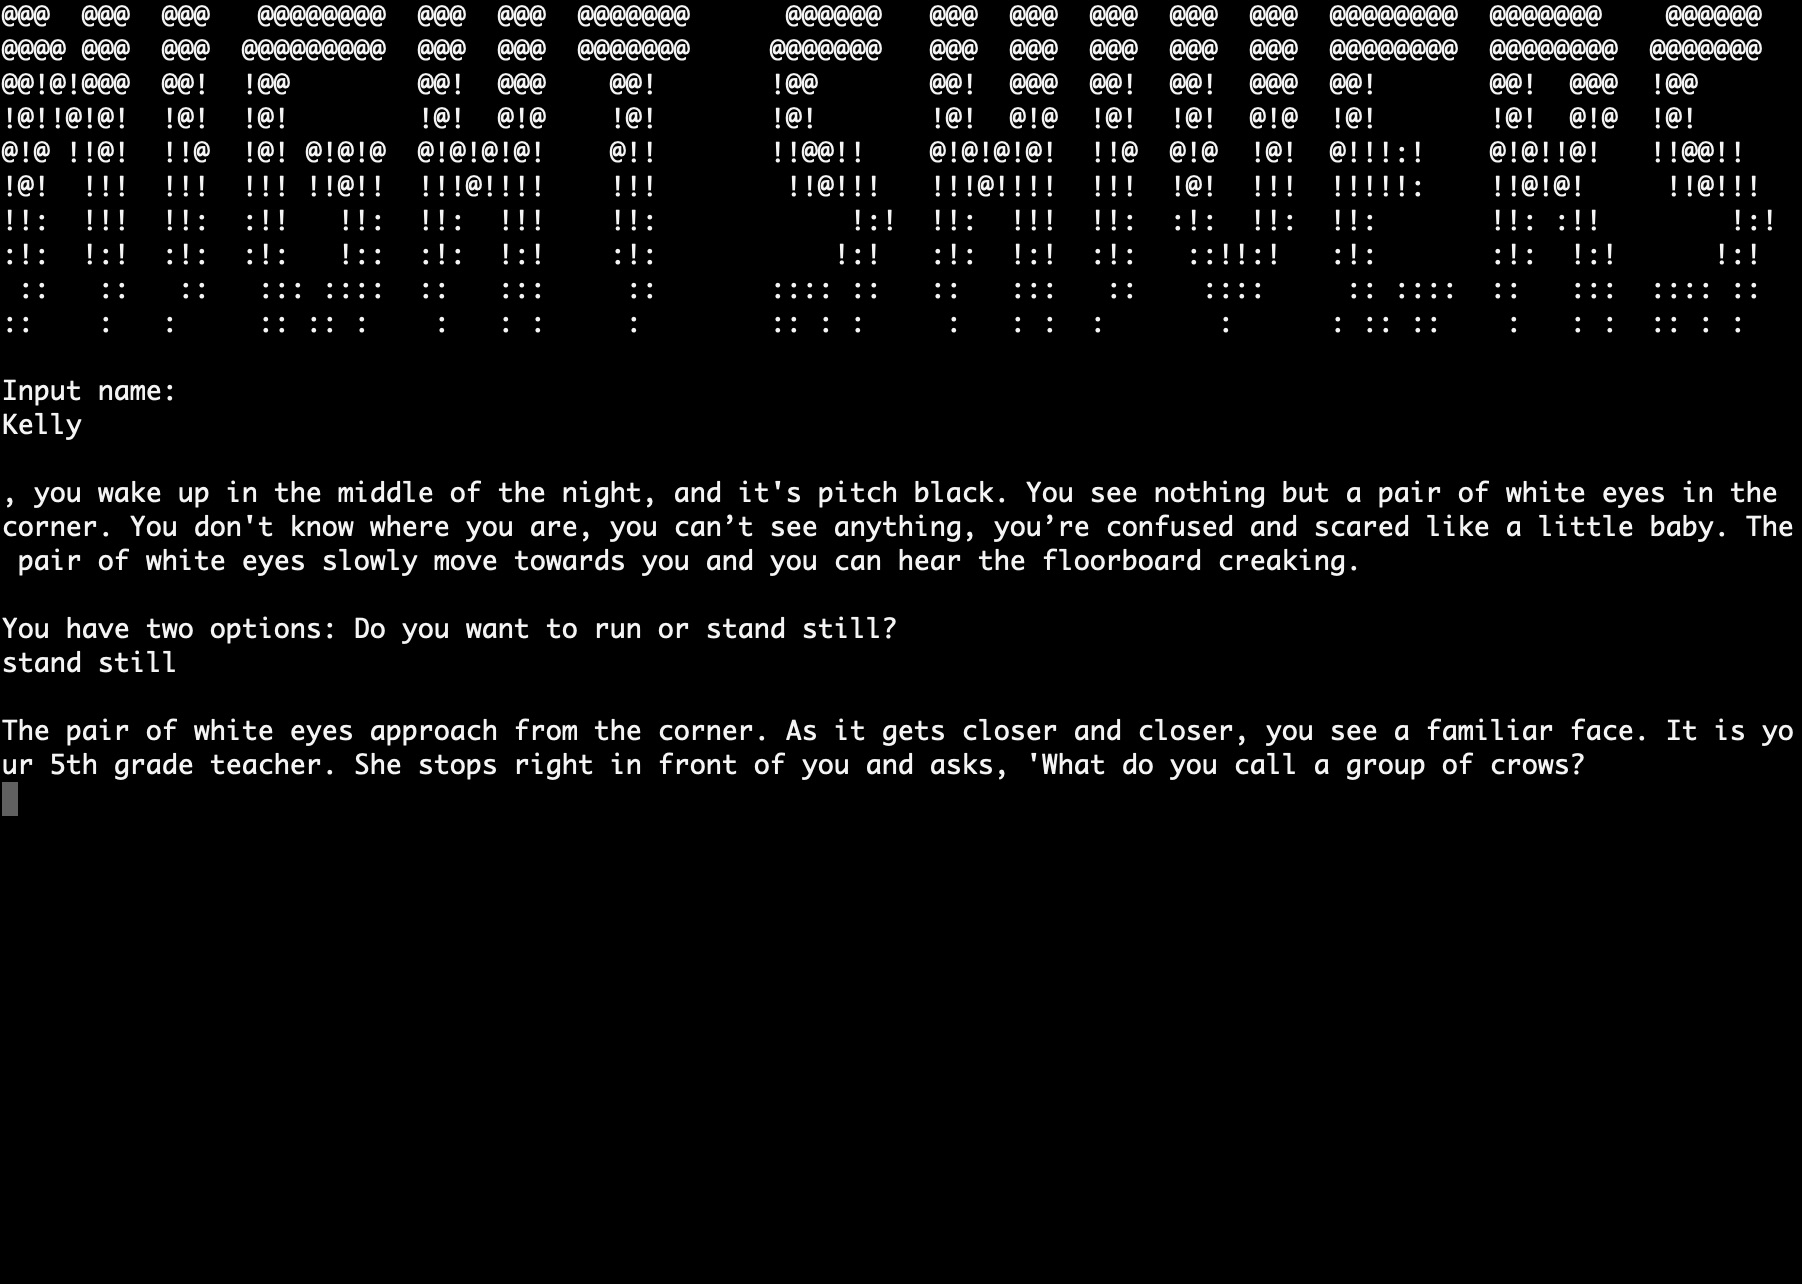 NIGHT SHIVERS
Input name:
Kelly
, you wake up in the middle of the night, and it's pitch black. You see nothing but a pair of white eyes in the
corner. You don't know where you are, you can’t see anything, you’re confused and scared like a little baby. The
pair of white eyes slowly move towards you and you can hear the floorboard creaking.
You have two options: Do you want to run or stand still?
stand still
The pair of white eyes approach from the corner. As it gets closer and closer, you see a familiar face. It is yo
ur 5th grade teacher. She stops right in front of you and asks, 'What do you call a group of crows?